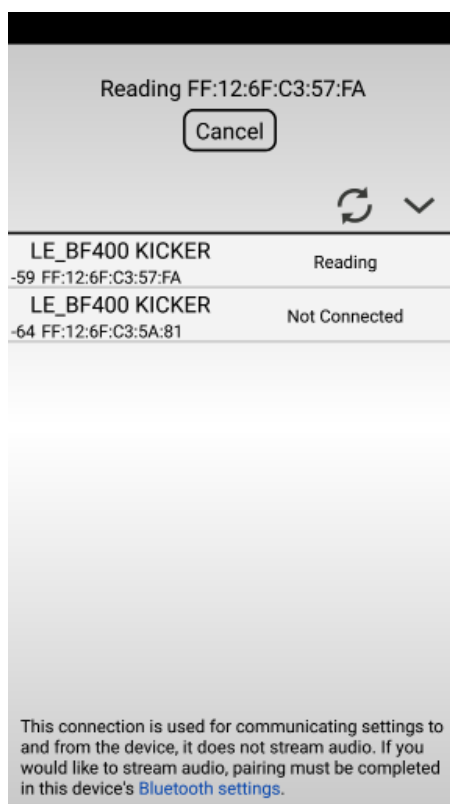 Reading FF:12:6F:C3:57:FA
Cancel
LE_BF400 KICKER
Reading
-59 FF:12:6F:C3:57:FA
LE_BF400 KICKER
Not Connected
-64 FF:12:6F:C3:5A:81
This connection is used for communicating settings to
and from the device, it does not stream audio. If you
would like to stream audio, pairing must be completed
in this device's Bluetooth settings.